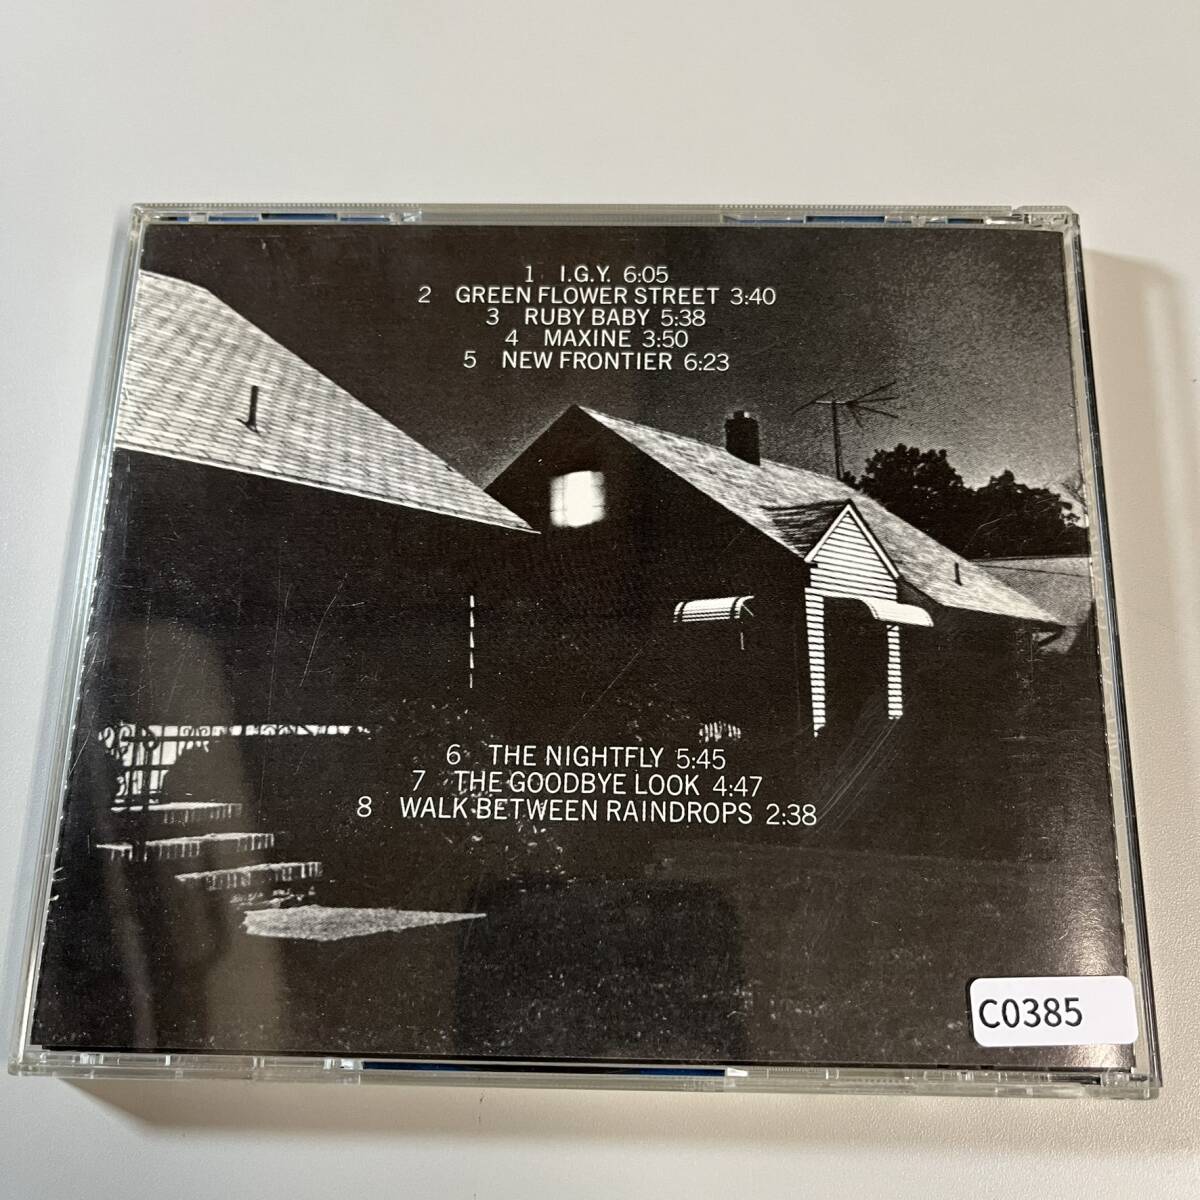 1 I.G.Y. 6:05
2 GREEN FLOWER STREET 3:40
3 RUBY BABY 5:38
4 MAXINE 3:50
5 NEW FRONTIER 6:23
6 THE NIGHTFLY 5:45
7 THE GOODBYE LOOK 4:47
8 WALK BETWEEN RAINDROPS 2:38
C0385